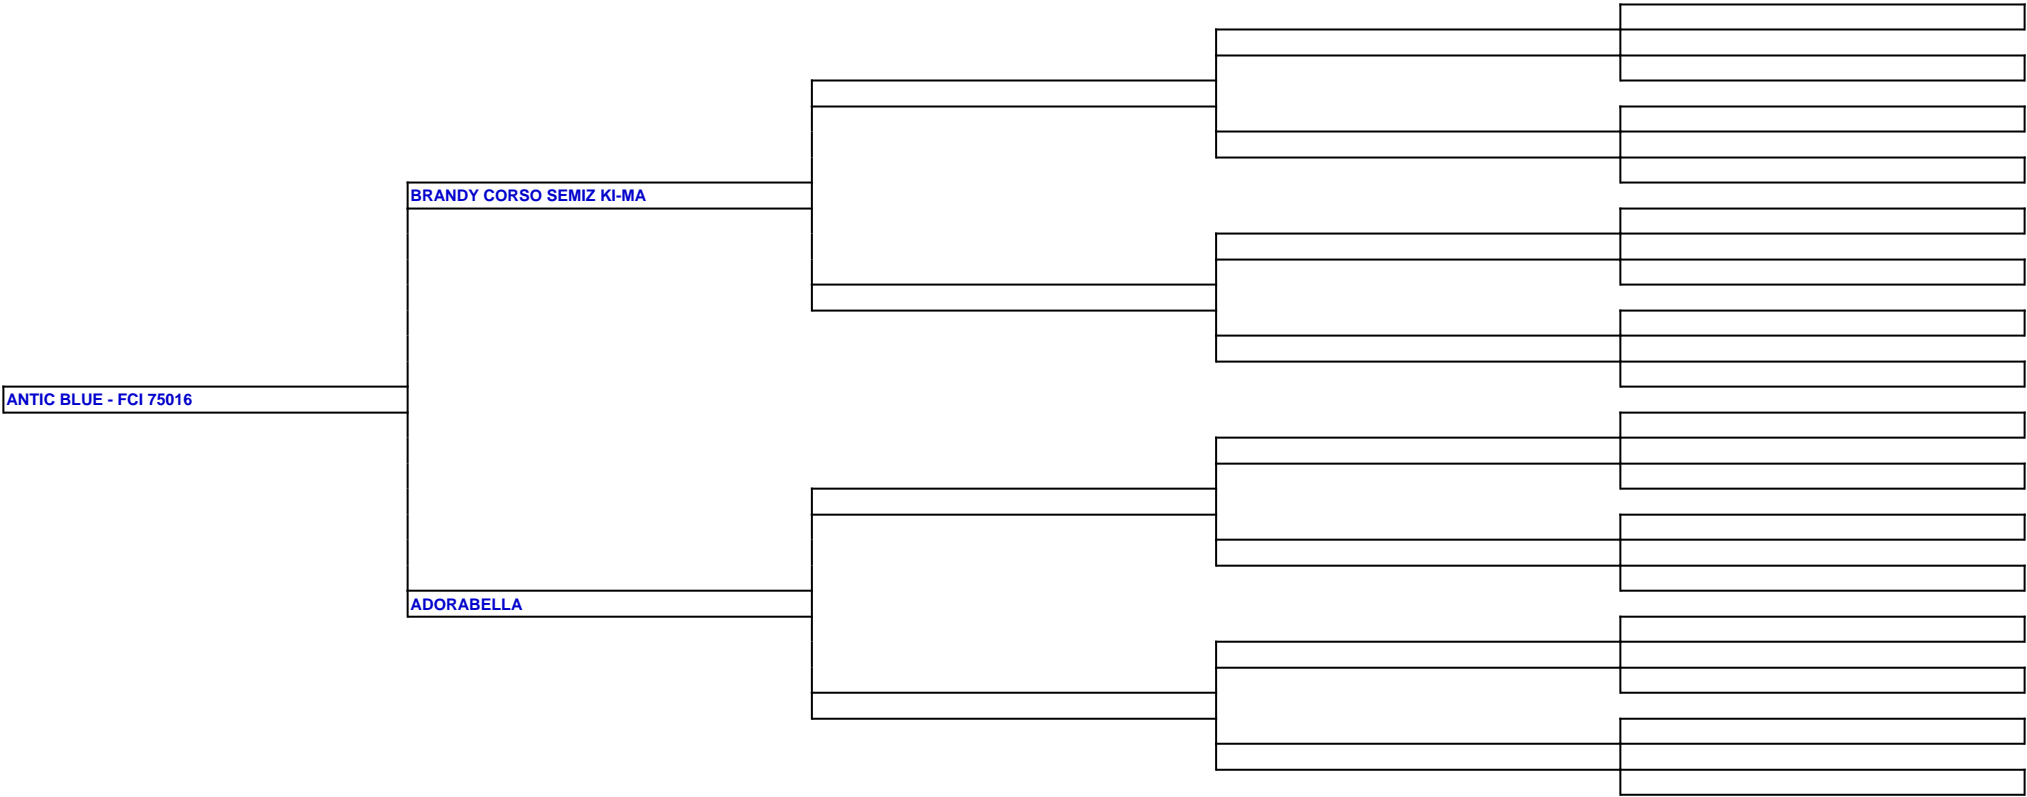 BRANDY CORSO SEMIZ KI-MA
ANTIC BLUE - FCI 75016
ADORABELLA